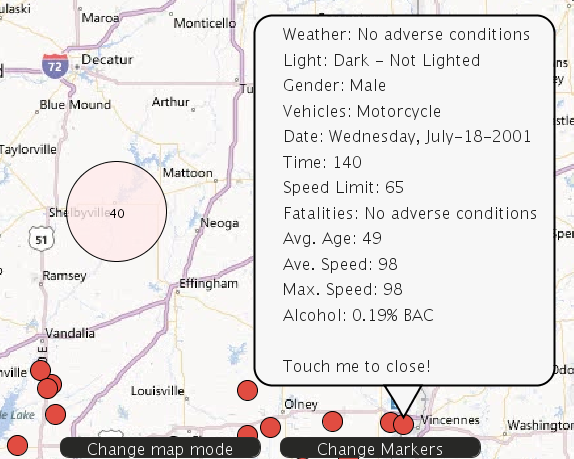 Maroa
Monticello
72
Decatur
Blue Mound
Arthur
Taylorville
Mattoon
40
Neoga
51
Ramsey
Effingham
Vandalia
Louisville
Olney
Vincennes
Washington
Lake
Weather: No adverse conditions
Light: Dark - Not Lighted
Gender: Male
Vehicles: Motorcycle
Date: Wednesday, July-18-2001
Time: 140
Speed Limit: 65
Fatalities: No adverse conditions
Avg. Age: 49
Ave. Speed: 98
Max. Speed: 98
Alcohol: 0.19% BAC
Touch me to close!
Change map mode
Change Markers